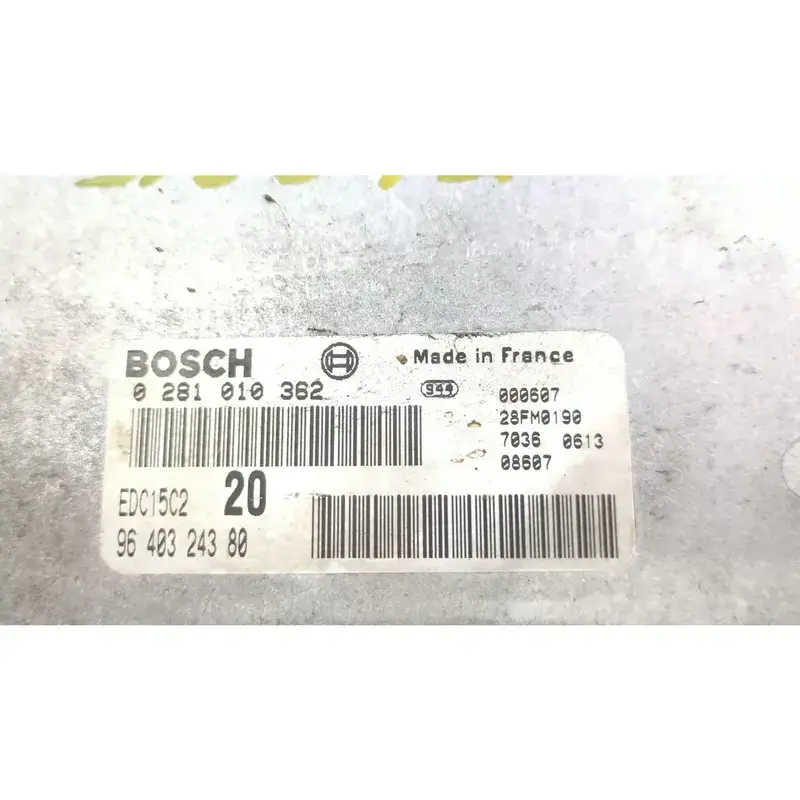 BOSCH
Made in France
0 281 010 362
944
000607
28FM0190
7036 0613
08607
EDC15C2 20
96 403 243 80